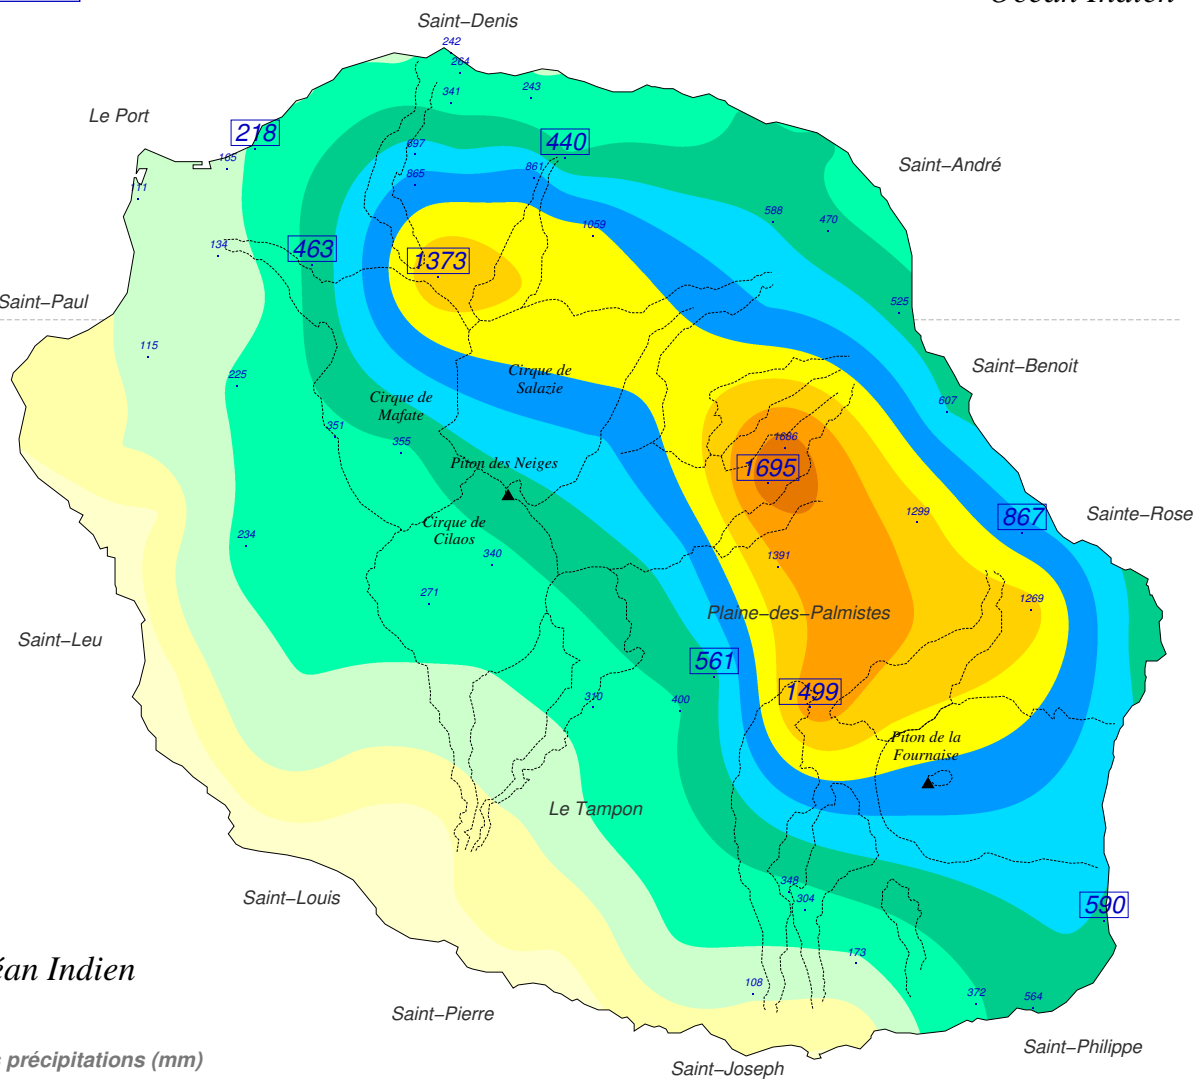 Saint–Denis
242
264
341
243
Le Port
218
440
165
697
861
865
Saint–André
111
588
470
1059
134
463
1373
Saint–Paul
525
115
225
Cirque de
Salazie
Saint–Benoit
Cirque de
Mafate
607
351
355
1686
Piton des Neiges
1695
Cirque de
Cilaos
1299
867
Sainte–Rose
234
340
1391
271
1269
Plaine–des–Palmistes
Saint–Leu
561
310
400
1499
Piton de la
Fournaise
Le Tampon
348
304
Saint–Louis
590
173
108
372
564
Saint–Pierre
Saint–Philippe
précipitations (mm)
Saint–Joseph